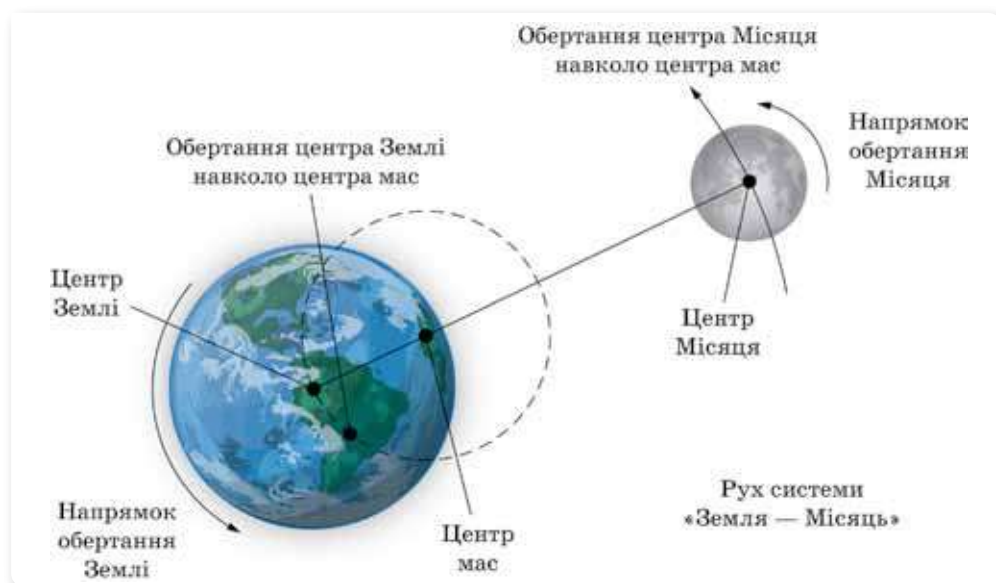 Обертання центра Місяця
навколо центра мас
Напрямок
обертання
Місяця
Обертання центра Землі
навколо центра мас
Центр
Землі
Центр
Місяця
Напрямок
обертання
Землі
Центр
мас
Рух системи
«Земля — Місяць»